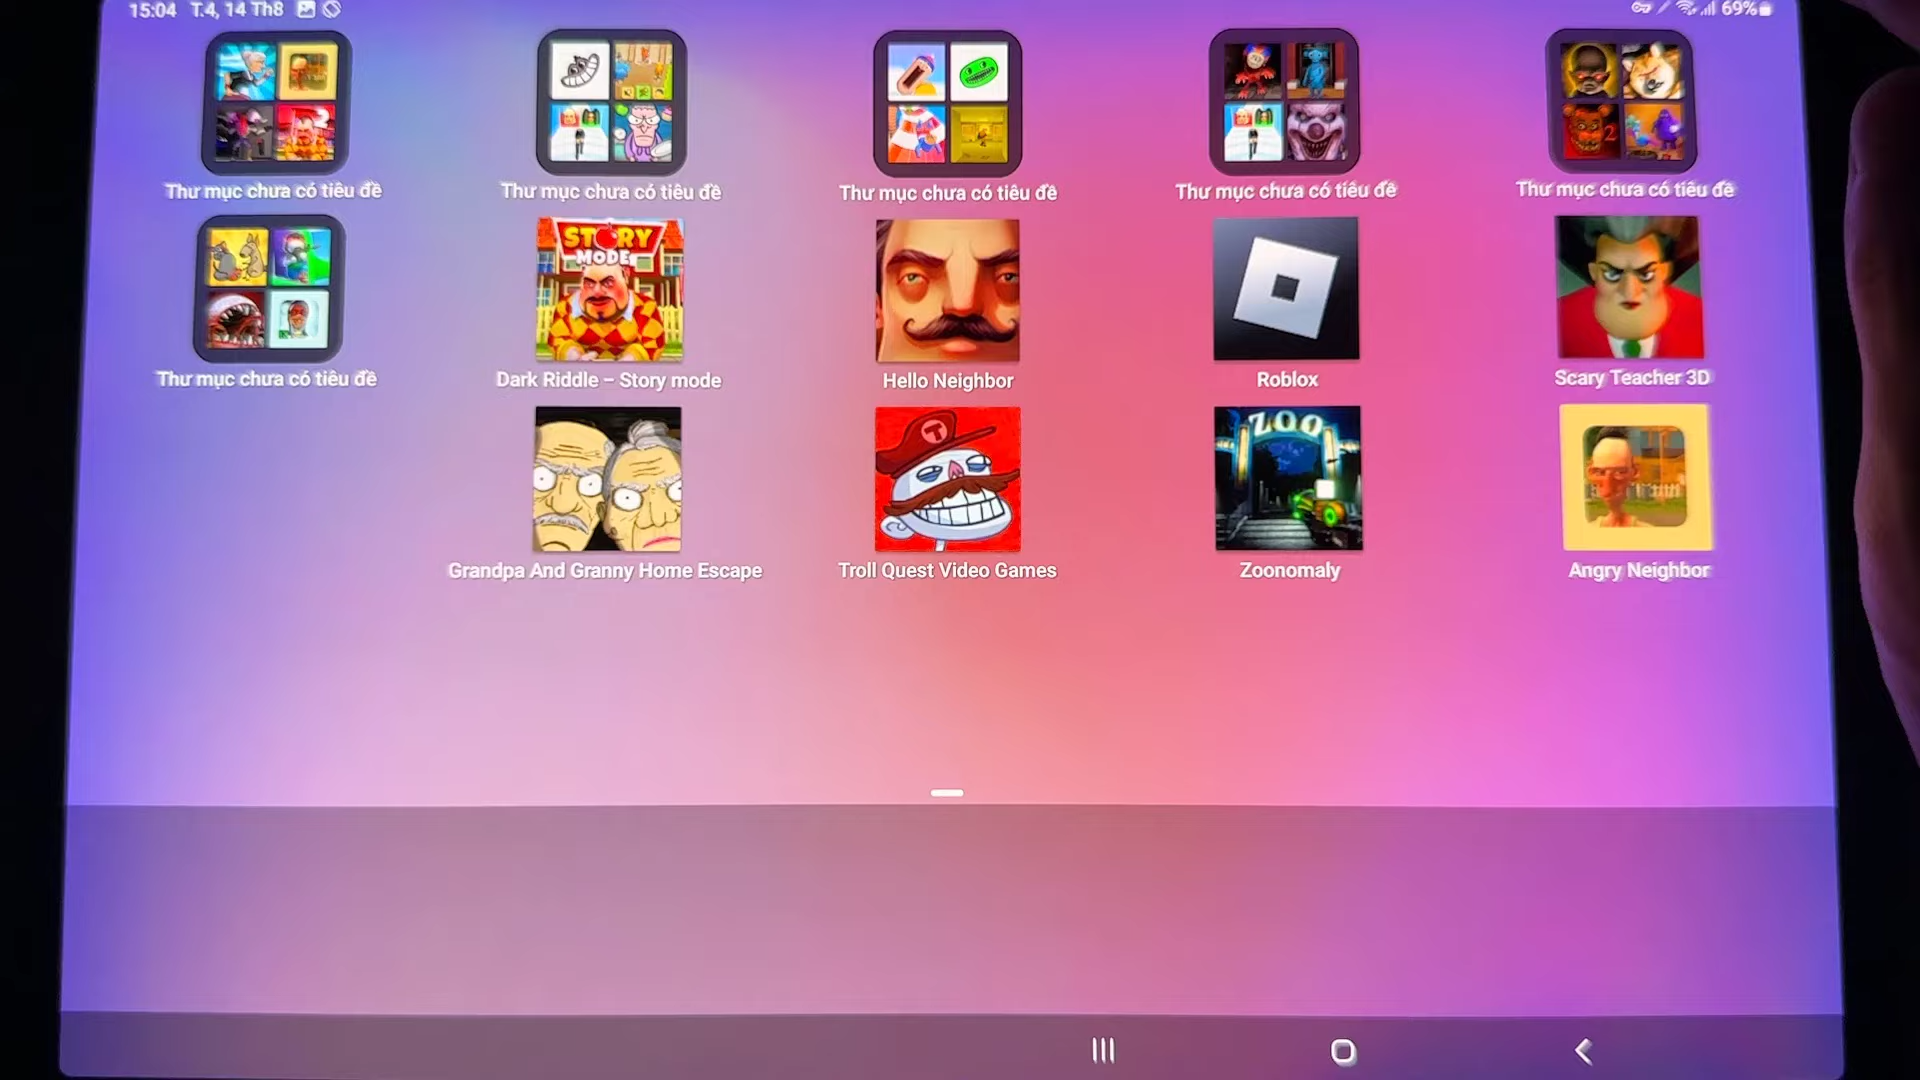 15:04 T.4, 14 Th8
69%
Thư mục chưa có tiêu đề
Thư mục chưa có tiêu đề
Thư mục chưa có tiêu đề
Thư mục chưa có tiêu đề
Thư mục chưa có tiêu đề
2
STORY
MODE
Thư mục chưa có tiêu đề
Dark Riddle – Story mode
Hello Neighbor
Roblox
Scary Teacher 3D
T
ZOO
Grandpa And Granny Home Escape
Troll Quest Video Games
Zoonomaly
Angry Neighbor